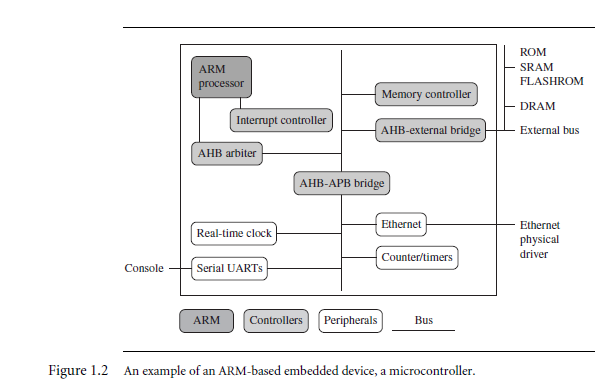 ROM
SRAM
FLASHROM
DRAM
External bus
ARM
processor
Memory controller
Interrupt controller
AHB-external bridge
AHB arbiter
AHB-APB bridge
Real-time clock
Ethernet
Ethernet
physical
driver
Counter/timers
Console
Serial UARTs
ARM
Controllers
Peripherals
Bus
Figure 1.2 An example of an ARM-based embedded device, a microcontroller.